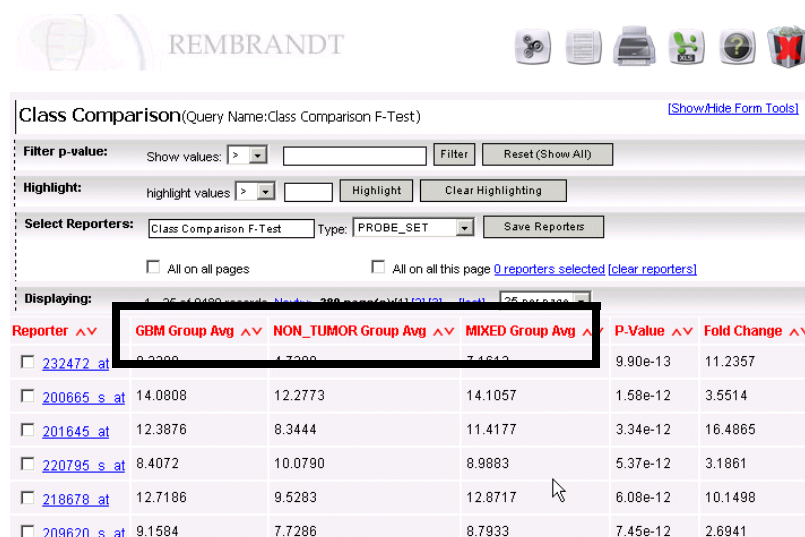 REMBRANDT
XLS
Class Comparison(Query Name:Class Comparison F-Test)
[Show/Hide Form Tools]
Filter p-value: Show values: > Filter Reset (Show All)
Highlight: highlight values > Highlight Clear Highlighting
Select Reporters: Class Comparison F-Test Type: PROBE_SET Save Reporters
All on all pages All on all this page 0 reporters selected [clear reporters]
Displaying:
Reporter GBM Group Avg NON_TUMOR Group Avg MIXED Group Avg P-Value Fold Change
232472_at 9.90e-13 11.2357
200665_s_at 14.0808 12.2773 14.1057 1.58e-12 3.5514
201645_at 12.3876 8.3444 11.4177 3.34e-12 16.4865
220795_s_at 8.4072 10.0790 8.9883 5.37e-12 3.1861
218678_at 12.7186 9.5283 12.8717 6.08e-12 10.1498
209620_s_at 9.1584 7.7286 8.7933 7.45e-12 2.6941